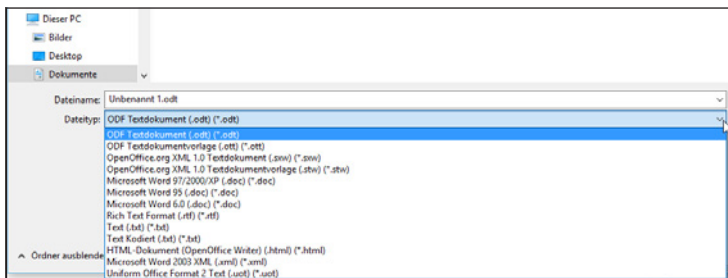 Dieser PC
Bilder
Desktop
Dokumente
Dateiname: Unbenannt 1.odt
Dateityp: ODF Textdokument (.odt) (*.odt)
ODF Textdokument (.odt) (*.odt)
ODF Textdokumentvorlage (.ott) (*.ott)
OpenOffice.org XML 1.0 Textdokument (.sxw) (*.sxw)
OpenOffice.org XML 1.0 Textdokumentvorlage (.stw) (*.stw)
Microsoft Word 97/2000/XP (.doc) (*.doc)
Microsoft Word 95 (.doc) (*.doc)
Microsoft Word 6.0 (.doc) (*.doc)
Rich Text Format (.rtf) (*.rtf)
Text (.txt) (*.txt)
Text Kodiert (.txt) (*.txt)
Ordner ausblende HTML-Dokument (OpenOffice Writer) (.html) (*.html)
Microsoft Word 2003 XML (.xml) (*.xml)
Uniform Office Format 2 Text (.uot) (*.uot)